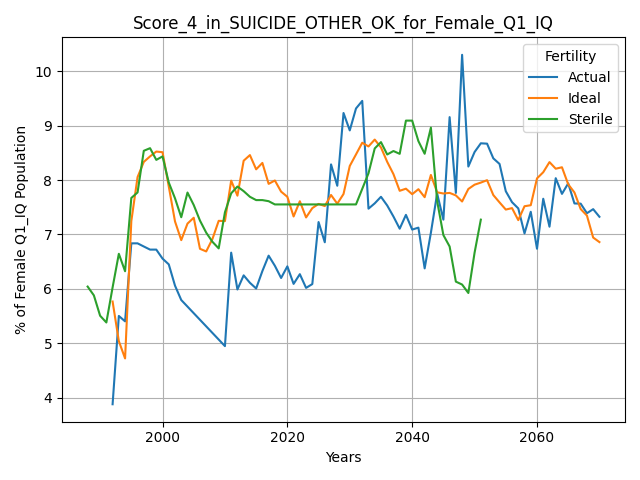 Score_4_in_SUICIDE_OTHER_OK_for_Female_Q1_IQ
% of Female Q1_IQ Population
10
9
8
7
6
5
4
Fertility
Actual
Ideal
Sterile
2000
2020
2040
2060
Years